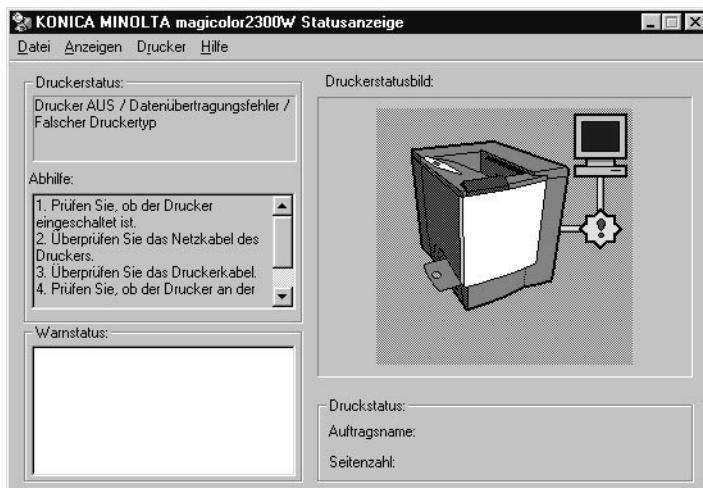 KONICA MINOLTA magicolor2300W Statusanzeige
Datei Anzeigen Drucker Hilfe
Druckerstatus:
Drucker AUS / Datenübertragungsfehler /
Falscher Druckertyp
Abhilfe:
1. Prüfen Sie, ob der Drucker
eingeschaltet ist.
2. Überprüfen Sie das Netzkabel des
Druckers.
3. Überprüfen Sie das Druckerkabel.
4. Prüfen Sie, ob der Drucker an der
Warnstatus:
Druckerstatusbild:
Druckstatus:
Auftragsname:
Seitenzahl: